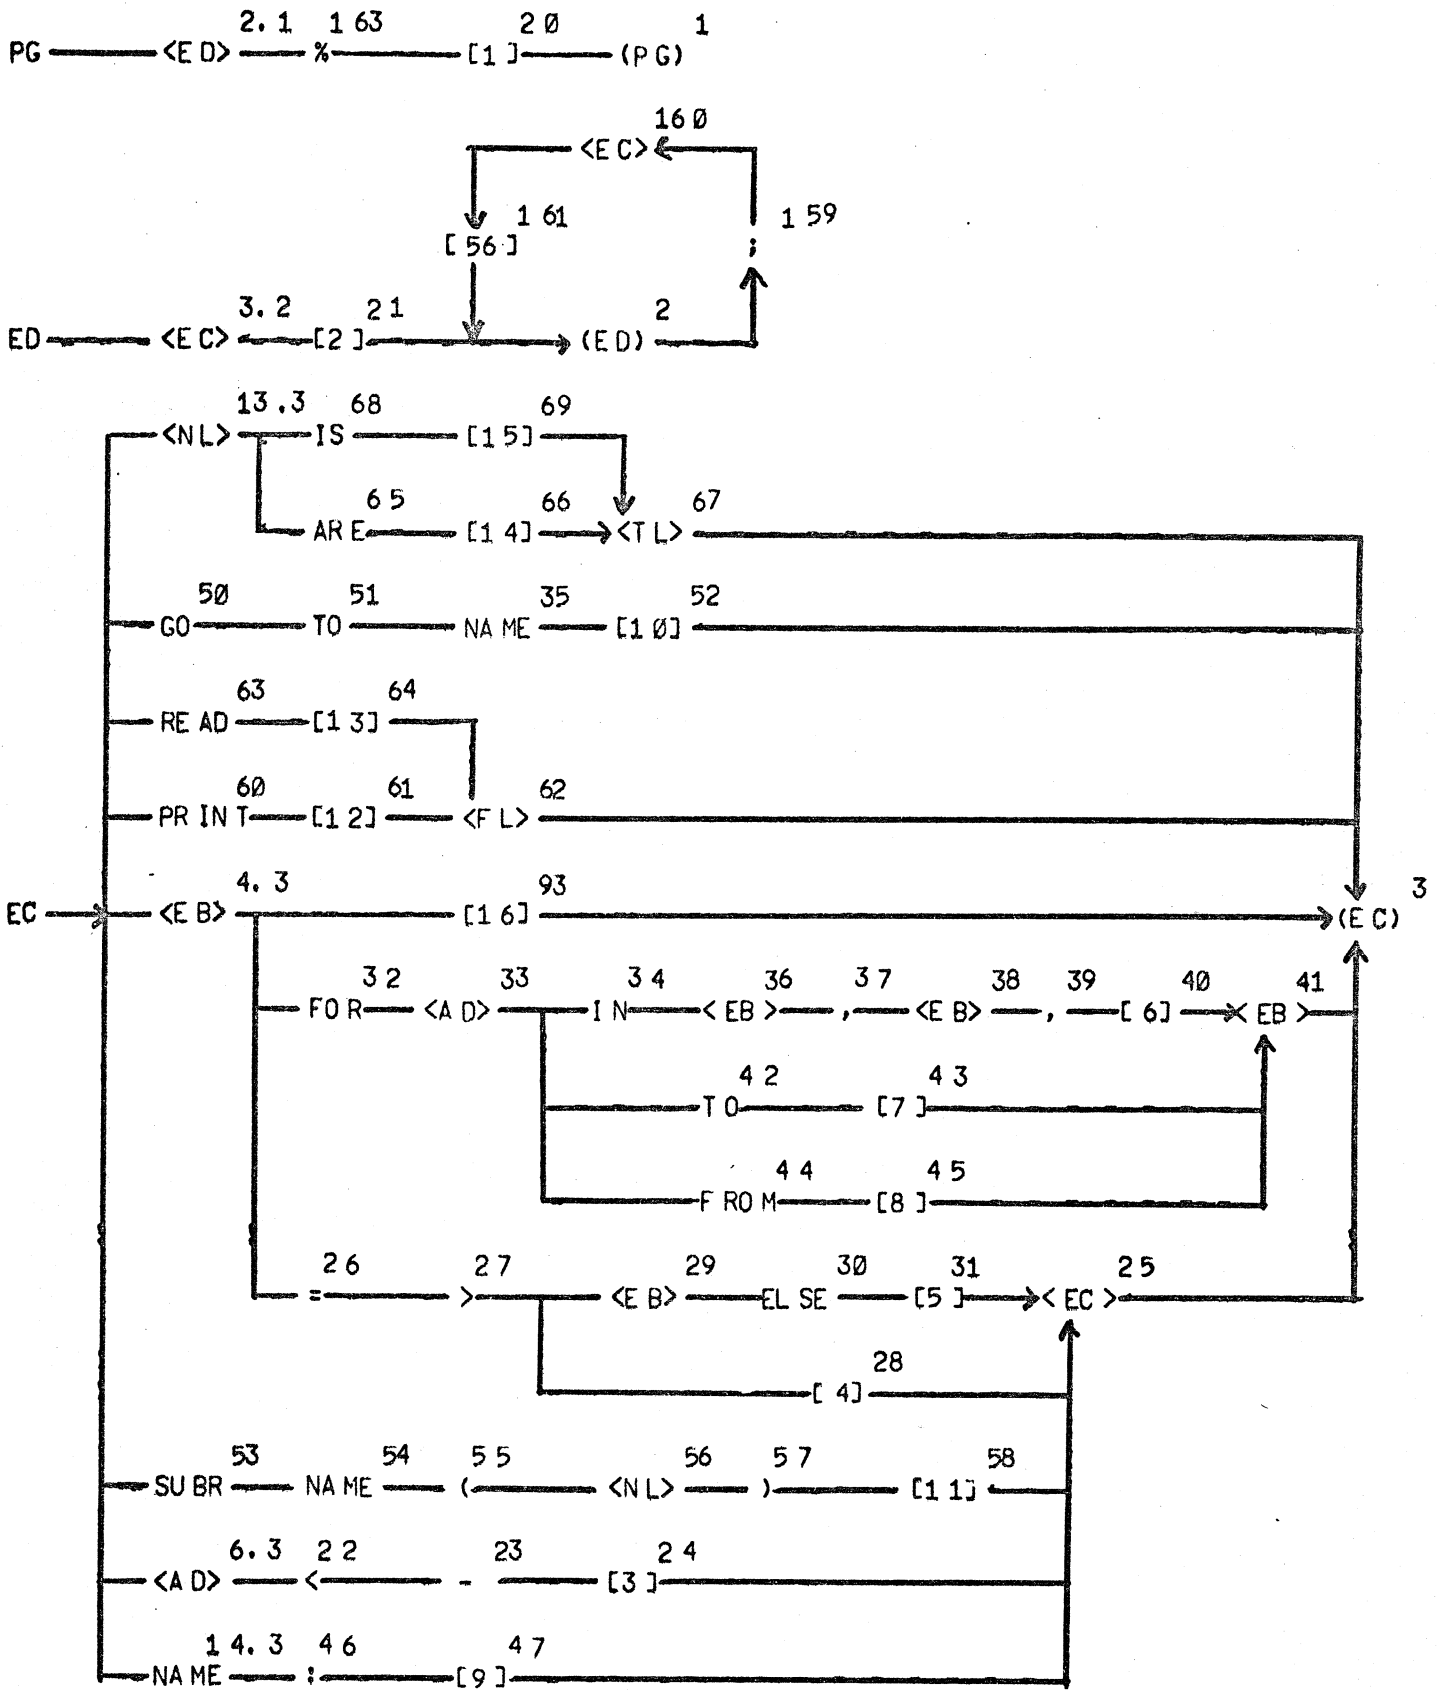 2.1 163 20 1
PG <ED> % [1] (PG)
160
<EC>
161 159
[56] ;
3.2 21 2
ED <EC> [2] (ED)
13.3 68 69
<NL> IS [15]
65 66 67
ARE [14] <TL>
50 51 35 52
GO TO NAME [10]
63 64
READ [13]
60 61 62
PRINT [12] <FL>
4.3 93 3
EC <EB> [16] (EC)
32 33 34 36 37 38 39 40 41
FOR <AD> IN <EB> , <EB> , [6] <EB>
42 43
TO [7]
44 45
FROM [8]
26 27 29 30 31 25
= > <EB> ELSE [5] <EC>
28
[4]
53 54 55 56 57 58
SUBR NAME ( <NL> ) [11]
6.3 22 23 24
<AD> < - [3]
14.3 46 47
NAME : [9]